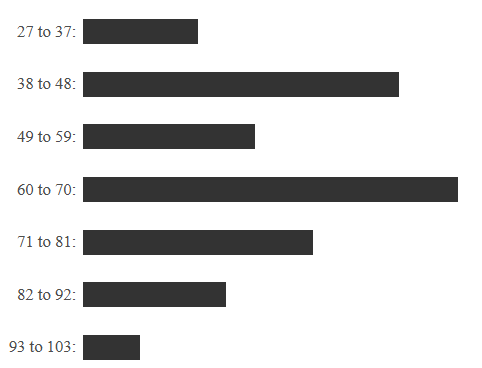 27 to 37:
38 to 48:
49 to 59:
60 to 70:
71 to 81:
82 to 92:
93 to 103: